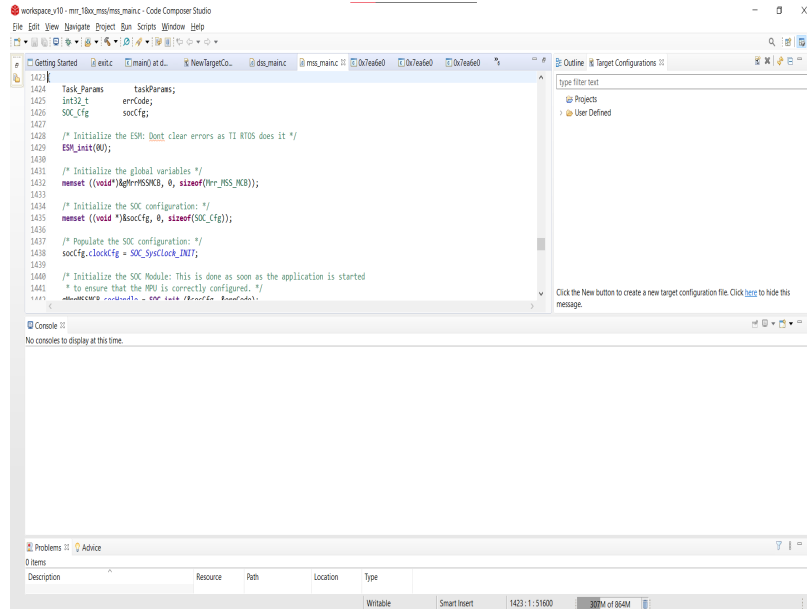 workspace_v10 - mrr_18xx_mss/mss_main.c - Code Composer Studio
File Edit View Navigate Project Run Scripts Window Help
Getting Started exit.c main() at d... NewTargetCo... dss_main.c mss_main.c 0x7ea6e0 0x7ea6e0 0x7ea6e0
1423 {
1424 Task_Params taskParams;
1425 int32_t errCode;
1426 SOC_Cfg socCfg;
1427
1428 /* Initialize the ESM: Dont clear errors as TI RTOS does it */
1429 ESM_init(0U);
1430
1431 /* Initialize the global variables */
1432 memset ((void*)&gMrrMSSMCB, 0, sizeof(Mrr_MSS_MCB));
1433
1434 /* Initialize the SOC configuration: */
1435 memset ((void *)&socCfg, 0, sizeof(SOC_Cfg));
1436
1437 /* Populate the SOC configuration: */
1438 socCfg.clockCfg = SOC_SysClock_INIT;
1439
1440 /* Initialize the SOC Module: This is done as soon as the application is started
1441 * to ensure that the MPU is correctly configured. */
1442 gMrrMSSMCB.socHandle = SOC_init (&socCfg, &errCode);
Outline Target Configurations
type filter text
Projects
User Defined
Click the New button to create a new target configuration file. Click here to hide this
message.
Console
No consoles to display at this time.
Problems Advice
0 items
Description Resource Path Location Type
Writable Smart Insert 1423 : 1 : 51600 307M of 864M